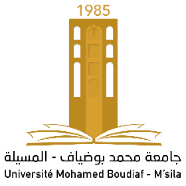 1985
جامعة محمد بوضياف - المسيلة
Université Mohamed Boudiaf - M'sila